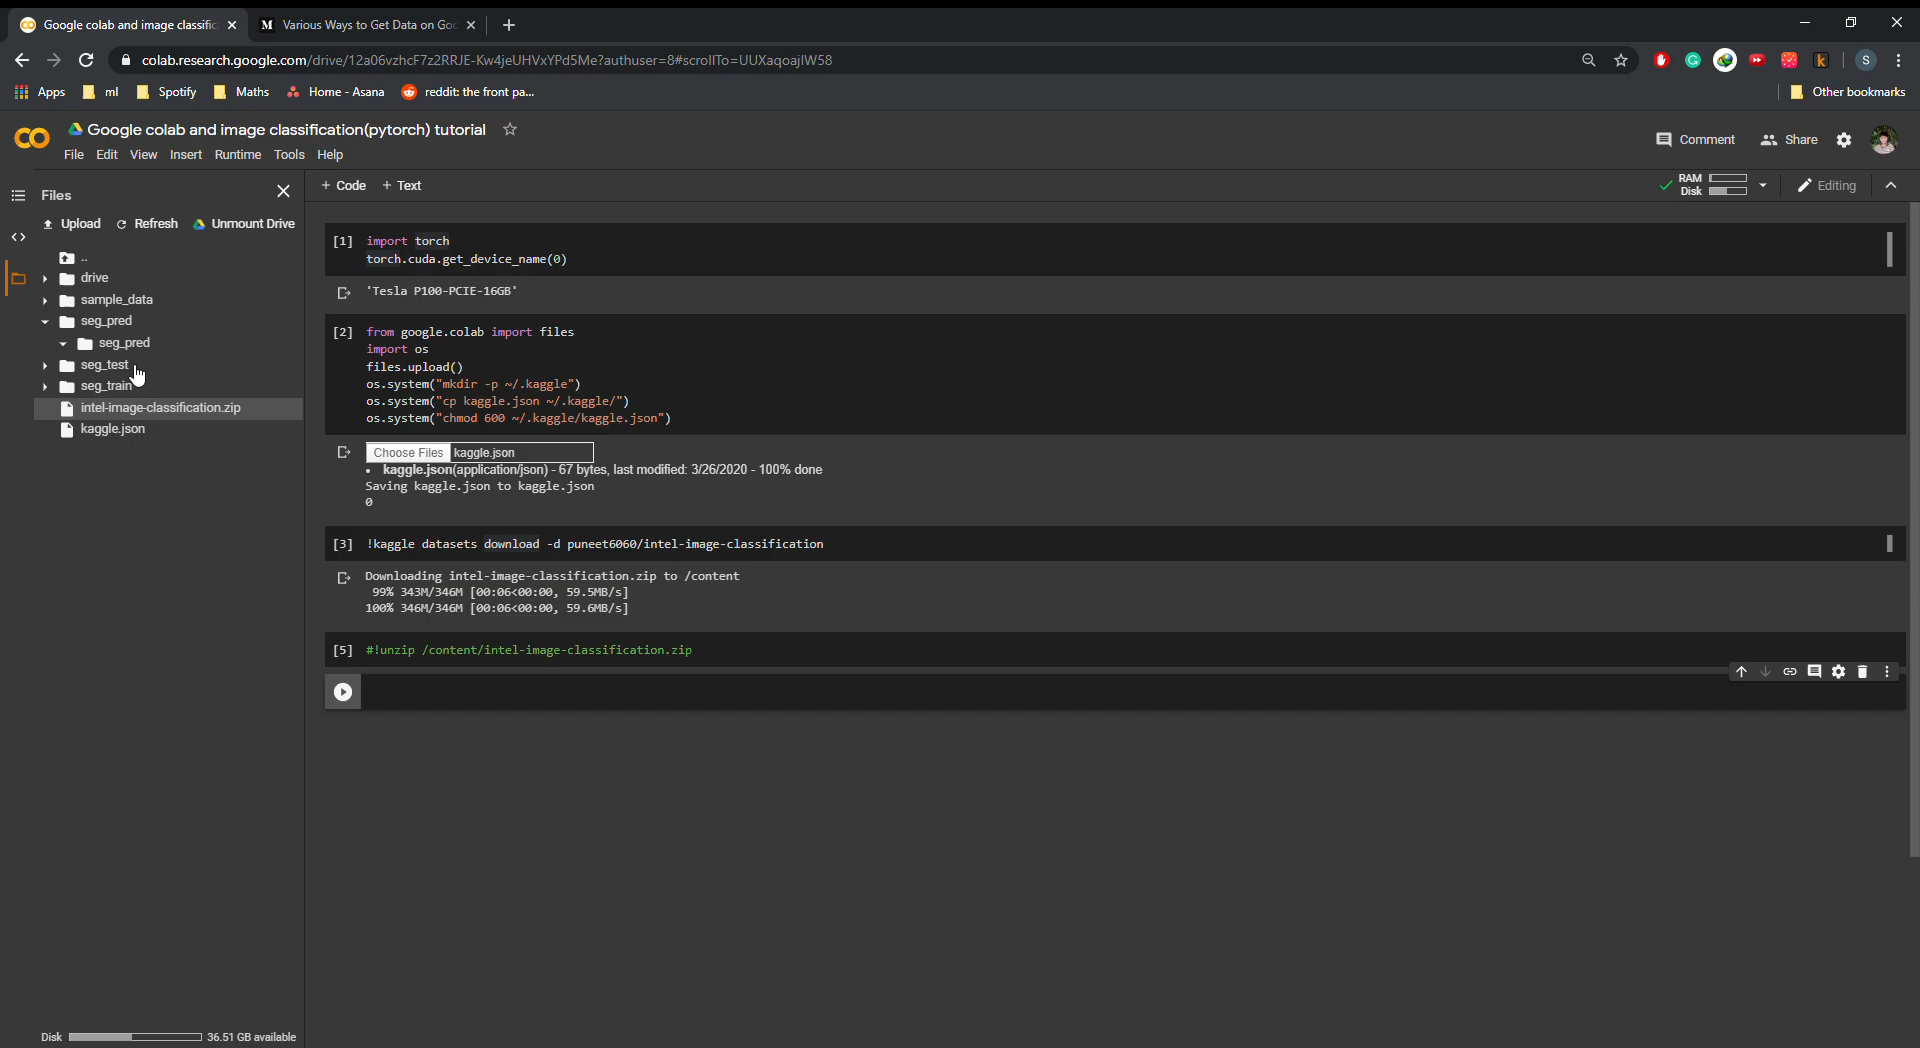 Google colab and image classific
M Various Ways to Get Data on Goo
colab.research.google.com/drive/12a06vzhcF7z2RRJE-Kw4jeUHVxYPd5Me?authuser=8#scrollTo=UUXaqoajIW58
k
S
Apps ml Spotify Maths Home - Asana reddit: the front pa... Other bookmarks
CO Google colab and image classification(pytorch) tutorial
File Edit View Insert Runtime Tools Help
Comment Share
Files
+ Code + Text
RAM
Disk
Editing
Upload Refresh Unmount Drive
<>
..
drive
sample_data
seg_pred
seg_pred
seg_test
seg_train
intel-image-classification.zip
kaggle.json
[1] import torch
torch.cuda.get_device_name(0)
'Tesla P100-PCIE-16GB'
[2] from google.colab import files
import os
files.upload()
os.system("mkdir -p ~/.kaggle")
os.system("cp kaggle.json ~/.kaggle/")
os.system("chmod 600 ~/.kaggle/kaggle.json")
Choose Files kaggle.json
• kaggle.json(application/json) - 67 bytes, last modified: 3/26/2020 - 100% done
Saving kaggle.json to kaggle.json
0
[3] !kaggle datasets download -d puneet6060/intel-image-classification
Downloading intel-image-classification.zip to /content
99% 343M/346M [00:06<00:00, 59.5MB/s]
100% 346M/346M [00:06<00:00, 59.6MB/s]
[5] #!unzip /content/intel-image-classification.zip
Disk 36.51 GB available